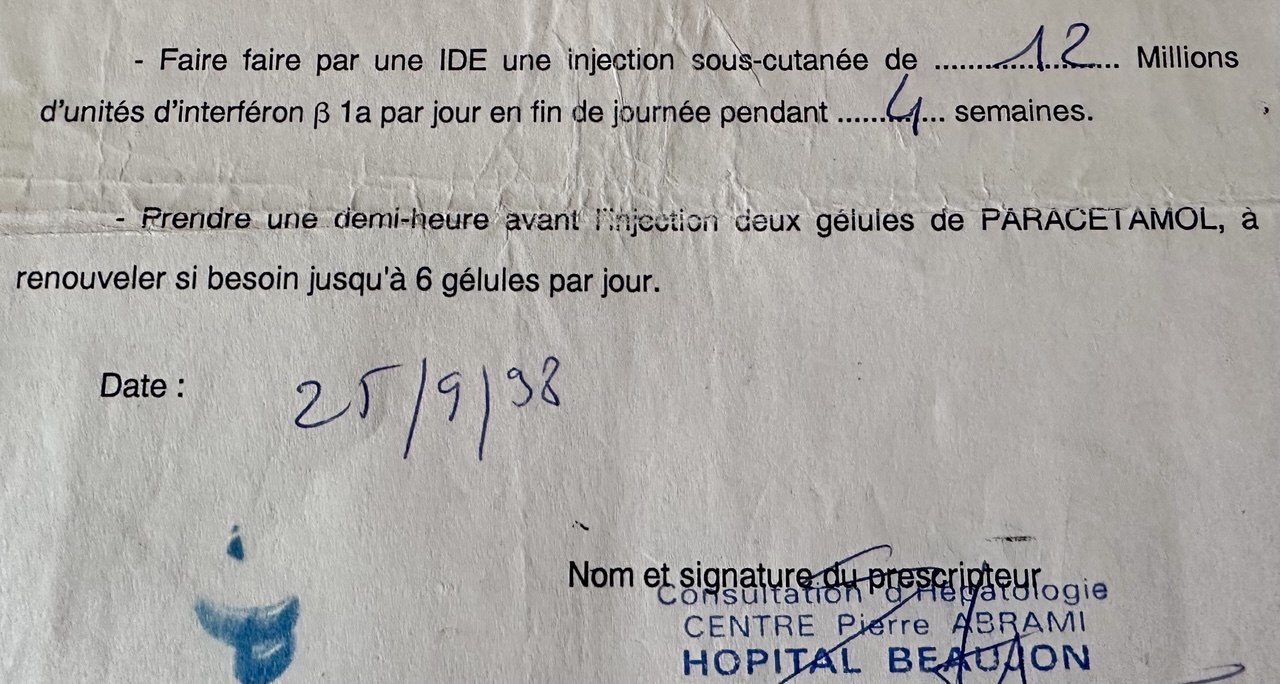 - Faire faire par une IDE une injection sous-cutanée de ..........12.... Millions
d'unités d'interféron β 1a par jour en fin de journée pendant ......4.... semaines.
- Prendre une demi-heure avant l'injection deux gélules de PARACETAMOL, à
renouveler si besoin jusqu'à 6 gélules par jour.
Date : 25/9/98
Nom et signature du prescripteur
Consultation d'Hépatologie
CENTRE Pierre ABRAMI
HOPITAL BEAUJON